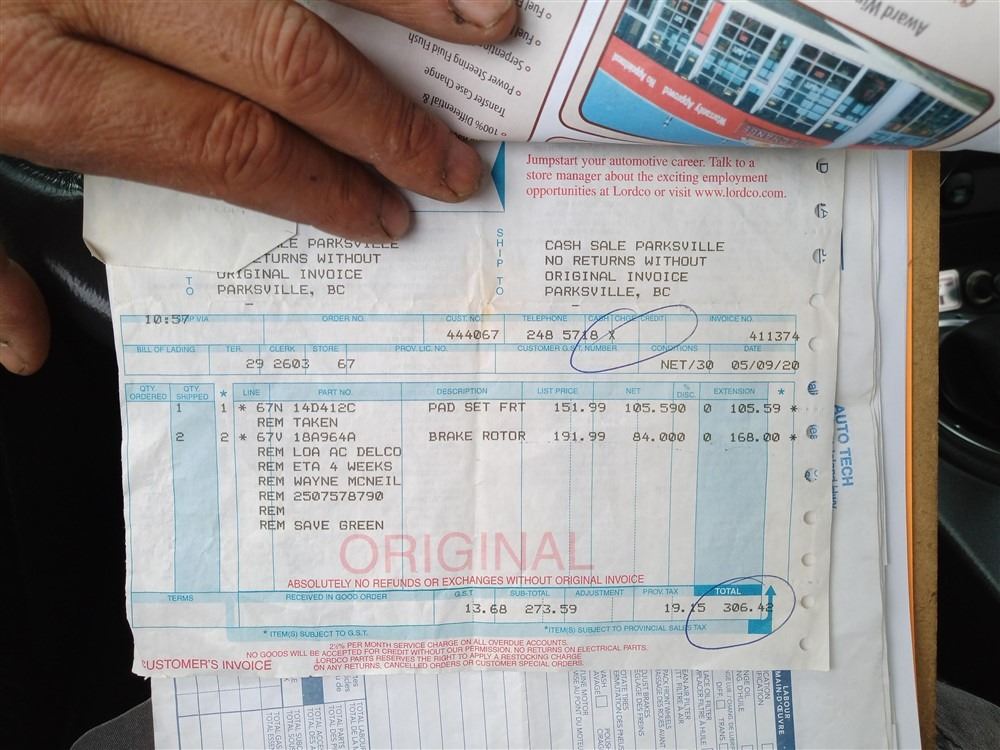 Award Wi
Warranty Approved No Appointment
Serpentin
Power Steering Fluid Flush
Transfer Case Change
100% Differential &
Jumpstart your automotive career. Talk to a
store manager about the exciting employment
opportunities at Lordco or visit www.lordco.com.
LE PARKSVILLE
ETURNS WITHOUT
ORIGINAL INVOICE
PARKSVILLE, BC
TO
SHIP TO
CASH SALE PARKSVILLE
NO RETURNS WITHOUT
ORIGINAL INVOICE
PARKSVILLE, BC
SHIP VIA ORDER NO. CUST. NO. TELEPHONE CASH CHGE CREDIT INVOICE NO.
10:57 444067 248 5718 X 411374
BILL OF LADING TER. CLERK STORE PROV. LIC. NO. CUSTOMER G.S.T. NUMBER CONDITIONS DATE
29 2603 67 NET/30 05/09/20
QTY. ORDERED QTY. SHIPPED * LINE PART NO. DESCRIPTION LIST PRICE NET % DISC. EXTENSION *
1 1 * 67N 14D412C PAD SET FRT 151.99 105.590 0 105.59 *
REM TAKEN
2 2 * 67V 18A964A BRAKE ROTOR 191.99 84.000 0 168.00 *
REM LOA AC DELCO
REM ETA 4 WEEKS
REM WAYNE MCNEIL
REM 2507578790
REM
REM SAVE GREEN
ORIGINAL
ABSOLUTELY NO REFUNDS OR EXCHANGES WITHOUT ORIGINAL INVOICE
TERMS RECEIVED IN GOOD ORDER G.S.T. SUB-TOTAL ADJUSTMENT PROV. TAX TOTAL
13.68 273.59 19.15 306.42
* ITEM(S) SUBJECT TO G.S.T. *ITEM(S) SUBJECT TO PROVINCIAL SALES TAX
2½% PER MONTH SERVICE CHARGE ON ALL OVERDUE ACCOUNTS.
NO GOODS WILL BE ACCEPTED FOR CREDIT WITHOUT OUR PERMISSION. NO RETURNS ON ELECTRICAL PARTS.
LORDCO PARTS RESERVES THE RIGHT TO APPLY A RESTOCKING CHARGE
ON ANY RETURNS, CANCELLED ORDERS OR CUSTOMER SPECIAL ORDERS.
CUSTOMER'S INVOICE
AUTO TECH
LABOUR
MAIN-D'ŒUVRE